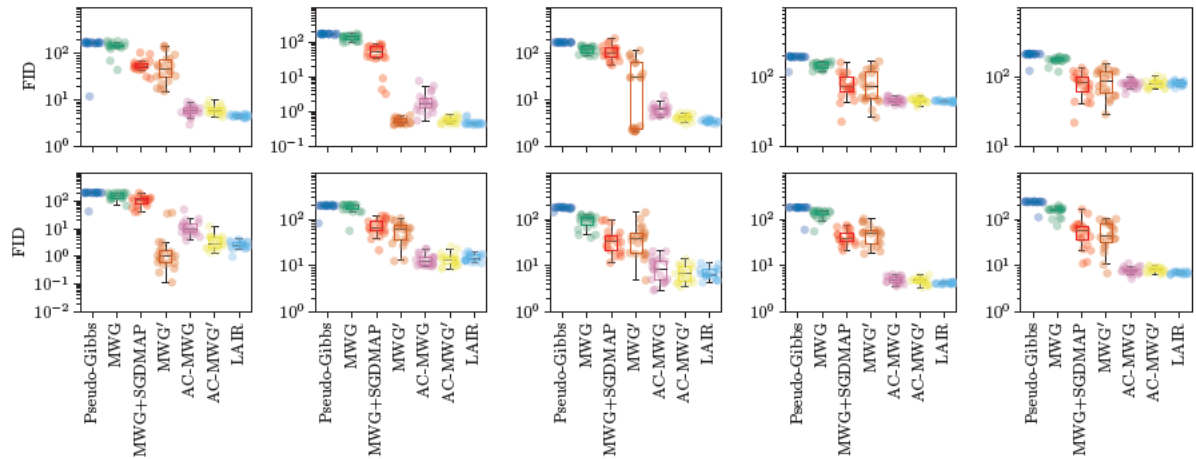 FID
10²
10¹
10⁰
10²
10¹
10⁰
10⁻¹
10²
10¹
10⁰
10²
10¹
10²
10¹
FID
10²
10¹
10⁰
10⁻¹
10⁻²
10²
10¹
10⁰
10²
10¹
10⁰
10²
10¹
10⁰
10²
10¹
10⁰
Pseudo-Gibbs
MWG
MWG+SGDMAP
MWG′
AC-MWG
AC-MWG′
LAIR
Pseudo-Gibbs
MWG
MWG+SGDMAP
MWG′
AC-MWG
AC-MWG′
LAIR
Pseudo-Gibbs
MWG
MWG+SGDMAP
MWG′
AC-MWG
AC-MWG′
LAIR
Pseudo-Gibbs
MWG
MWG+SGDMAP
MWG′
AC-MWG
AC-MWG′
LAIR
Pseudo-Gibbs
MWG
MWG+SGDMAP
MWG′
AC-MWG
AC-MWG′
LAIR